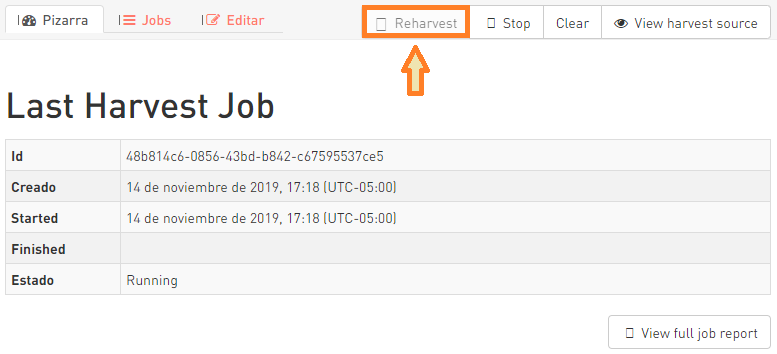 Pizarra Jobs Editar Reharvest Stop Clear View harvest source
Last Harvest Job
Id 48b814c6-0856-43bd-b842-c67595537ce5
Creado 14 de noviembre de 2019, 17:18 (UTC-05:00)
Started 14 de noviembre de 2019, 17:18 (UTC-05:00)
Finished
Estado Running
View full job report